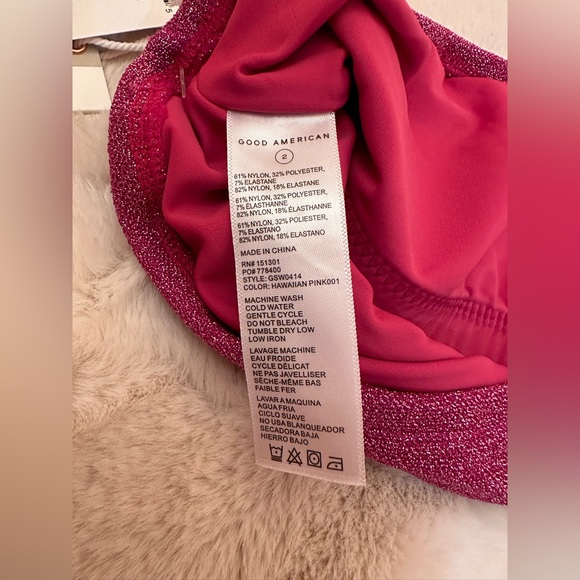 GOOD AMERICAN
2
61% NYLON, 32% POLYESTER,
7% ELASTANE
82% NYLON, 18% ELASTANE
61% NYLON, 32% POLYESTER,
7% ÉLASTHANNE
82% NYLON, 18% ÉLASTHANNE
61% NYLON, 32% POLIESTER,
7% ELASTANO
82% NYLON, 18% ELASTANO
MADE IN CHINA
RN# 151301
PO# 778400
STYLE: GSW0414
COLOR: HAWAIIAN PINK001
MACHINE WASH
COLD WATER
GENTLE CYCLE
DO NOT BLEACH
TUMBLE DRY LOW
LOW IRON
LAVAGE MACHINE
EAU FROIDE
CYCLE DÉLICAT
NE PAS JAVELLISER
SÈCHE-MÊME BAS
FAIBLE FER
LAVAR A MAQUINA
AGUA FRIA
CICLO SUAVE
NO USA BLANQUEADOR
SECADORA BAJA
HIERRO BAJO